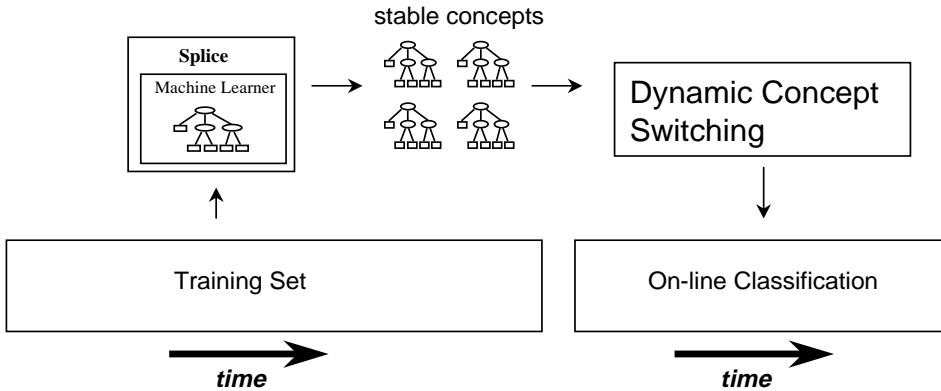 stable concepts
Splice
Machine Learner
Dynamic Concept
Switching
Training Set
On-line Classification
time
time